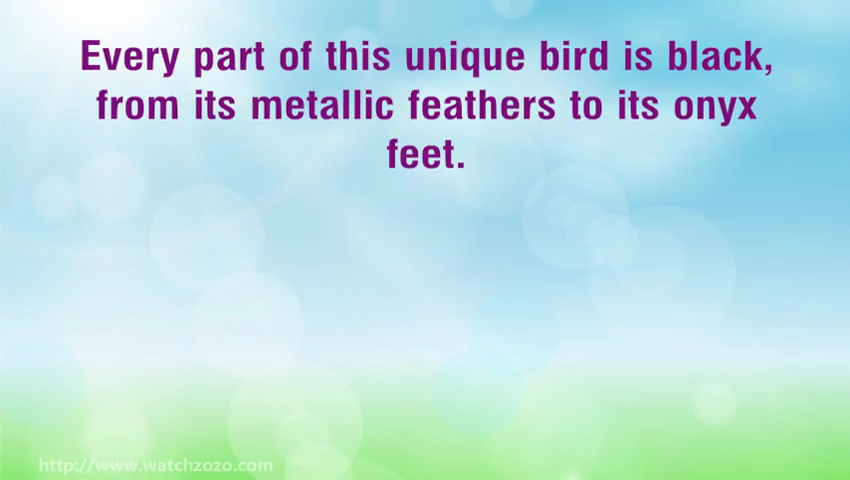 Every part of this unique bird is black,
from its metallic feathers to its onyx
feet.
http://www.watchzozo.com